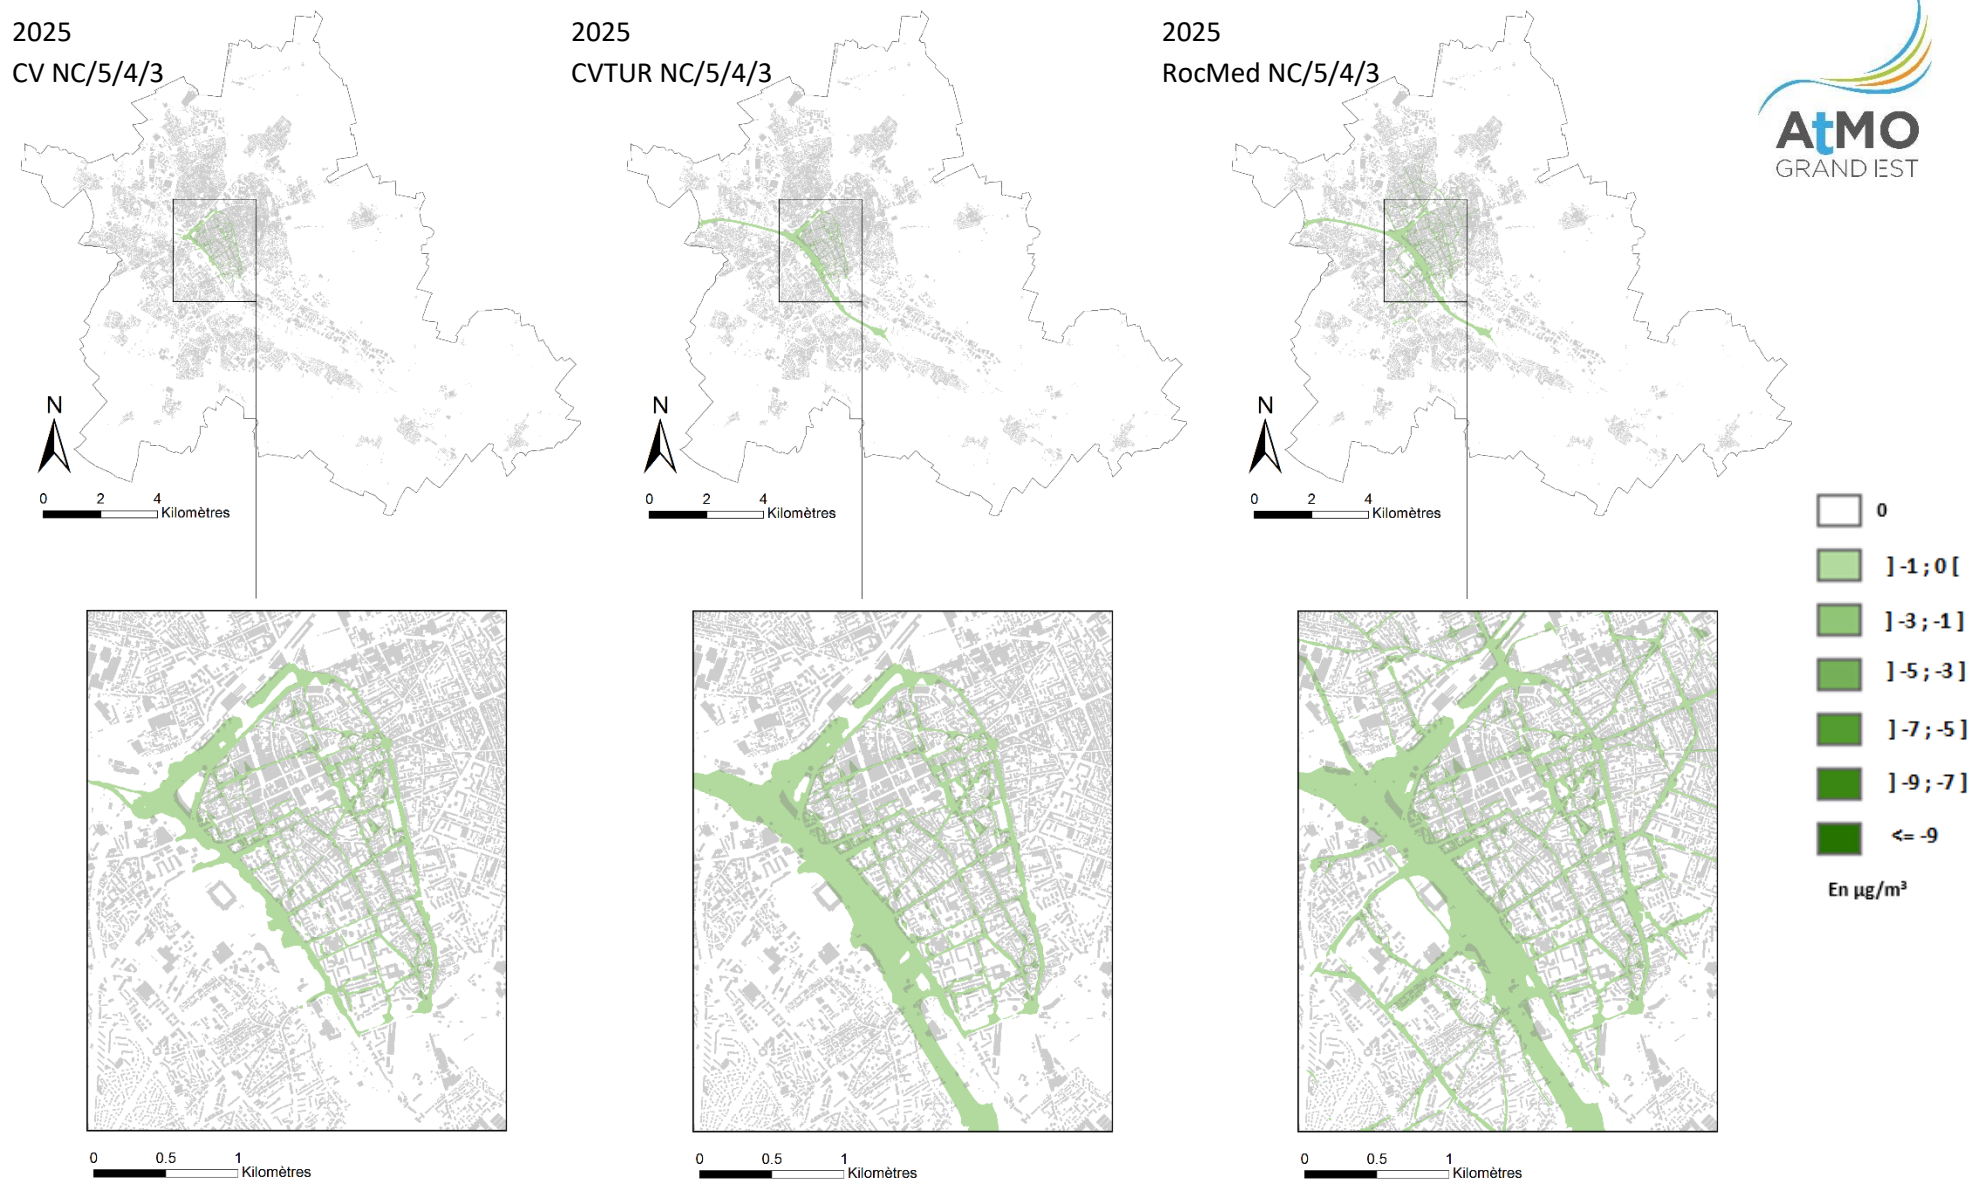 2025
CV NC/5/4/3
2025
CVTUR NC/5/4/3
2025
RocMed NC/5/4/3
AtMO
GRAND EST
N
0 2 4 Kilomètres
N
0 2 4 Kilomètres
N
0 2 4 Kilomètres
0
] -1 ; 0 [
] -3 ; -1 ]
] -5 ; -3 ]
] -7 ; -5 ]
] -9 ; -7 ]
<= -9
En µg/m³
0 0.5 1 Kilomètres
0 0.5 1 Kilomètres
0 0.5 1 Kilomètres